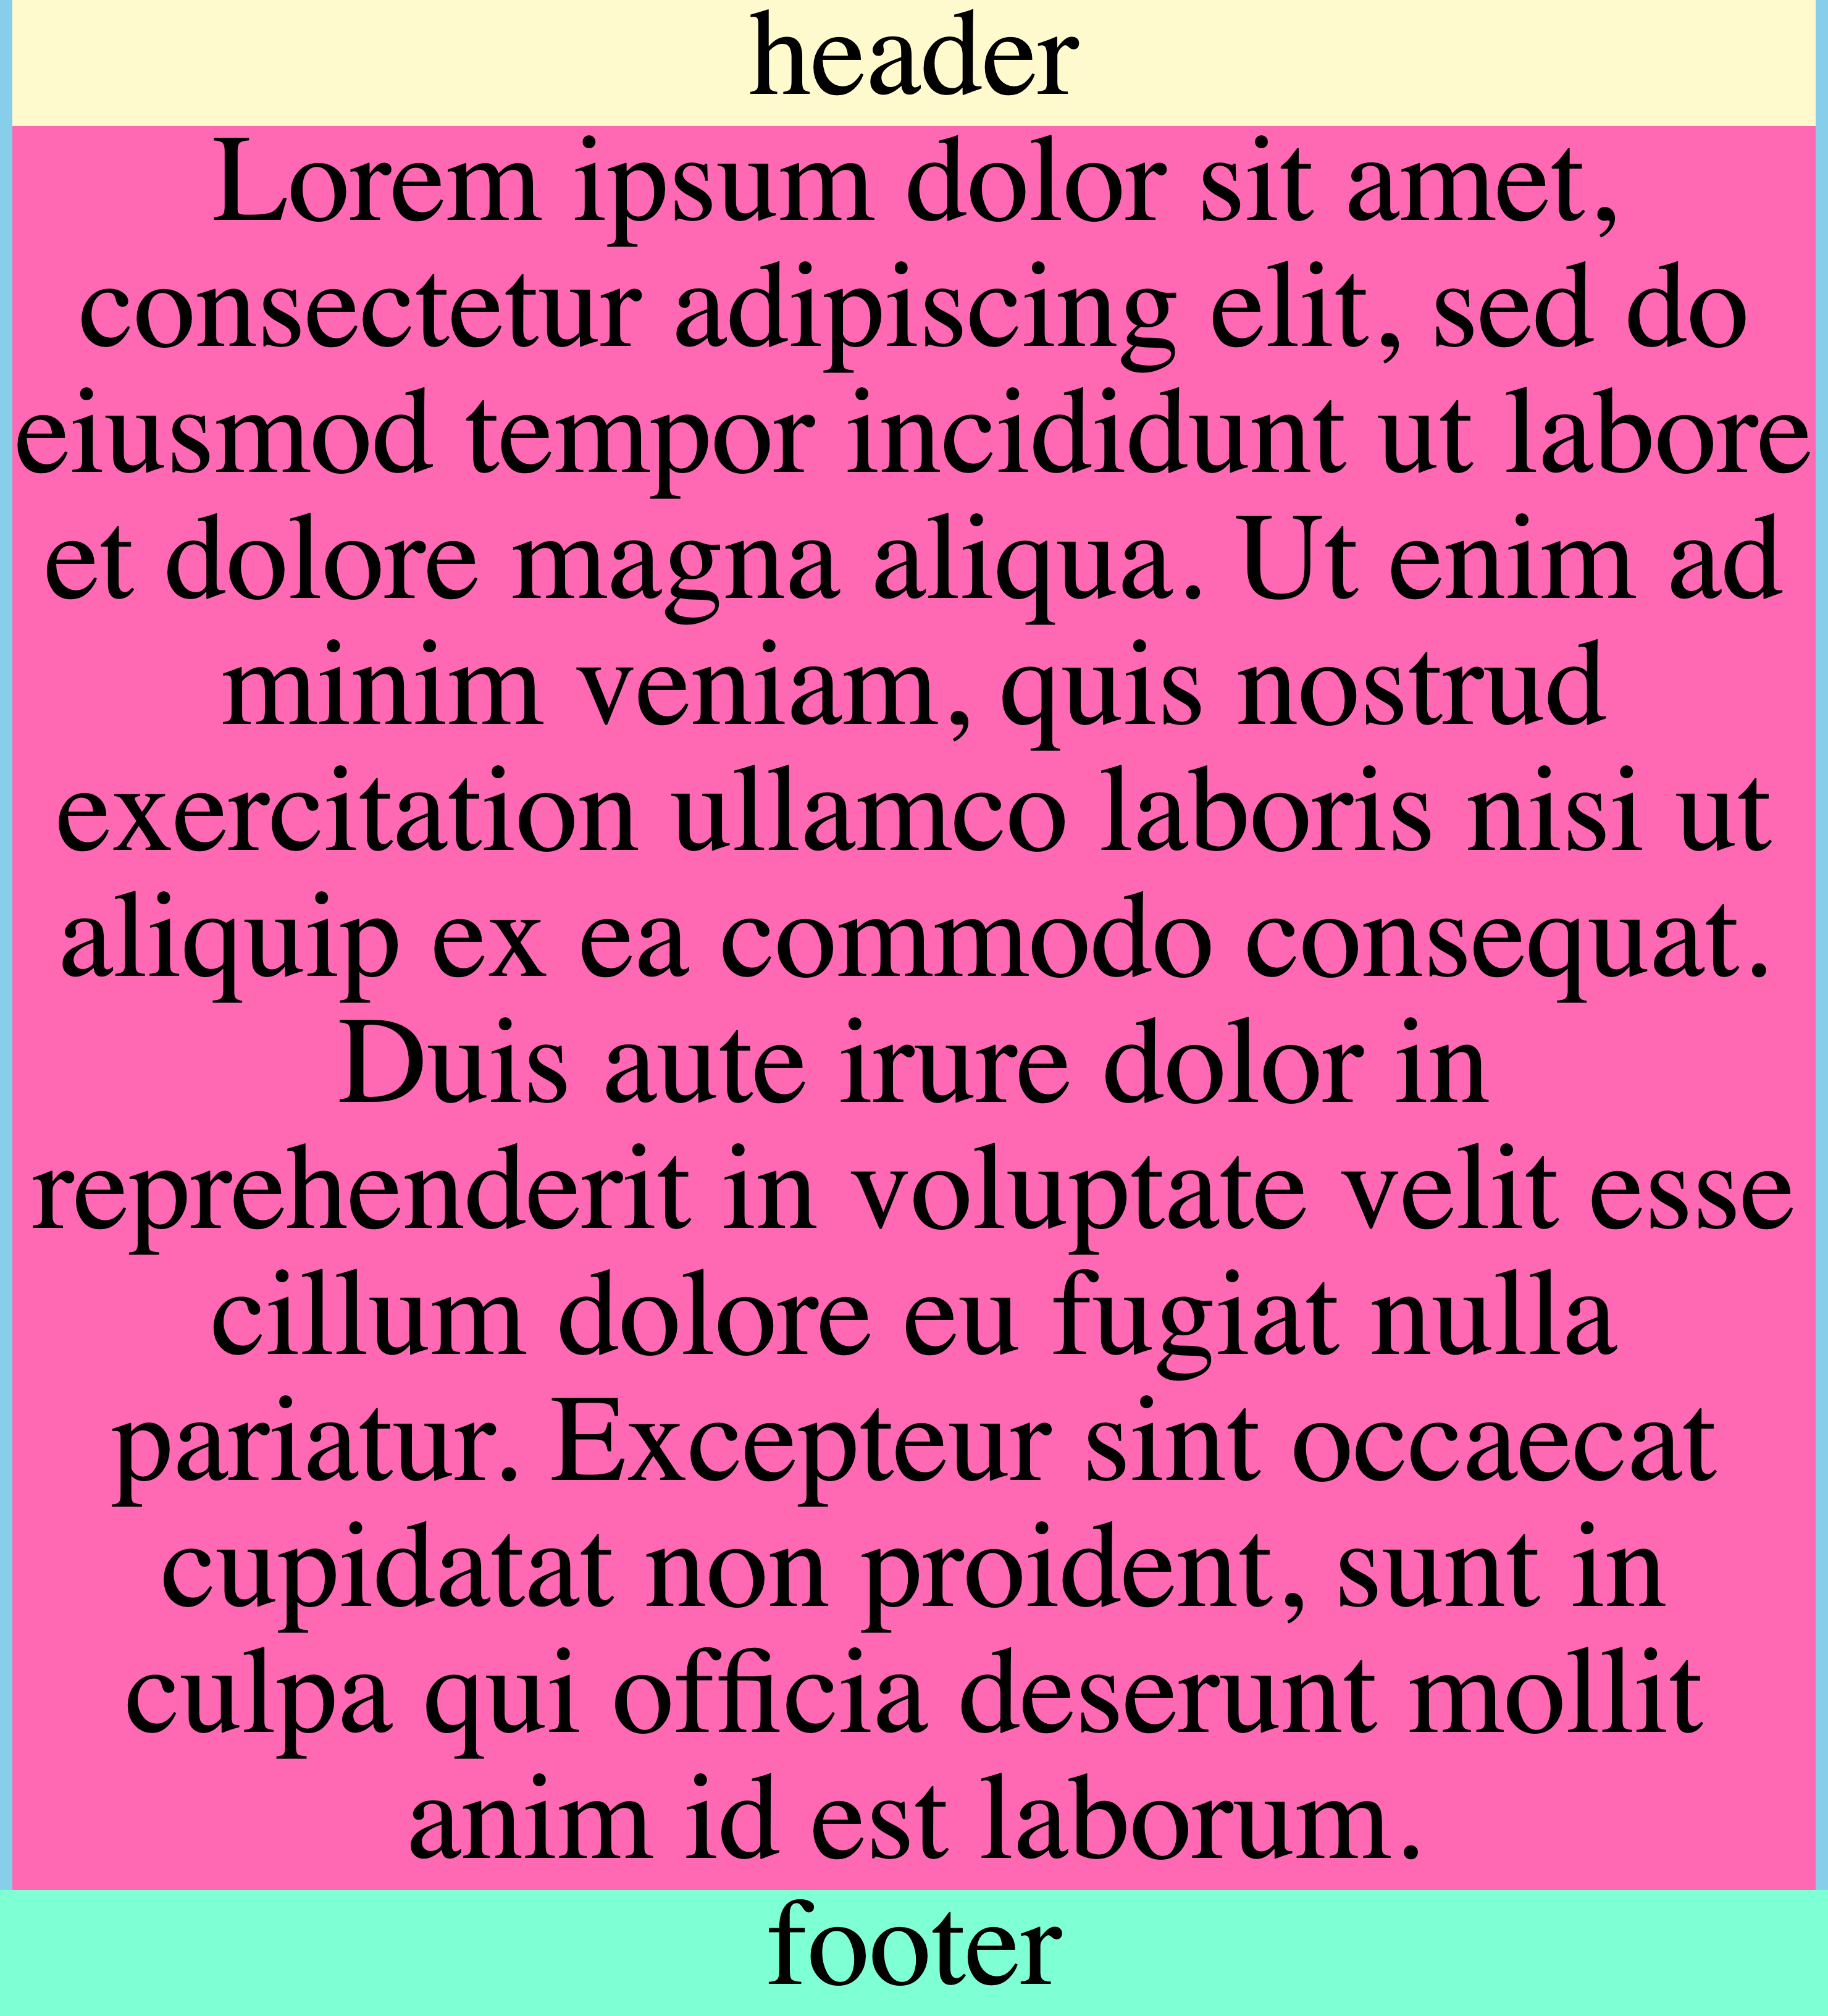 header
Lorem ipsum dolor sit amet,
consectetur adipiscing elit, sed do
eiusmod tempor incididunt ut labore
et dolore magna aliqua. Ut enim ad
minim veniam, quis nostrud
exercitation ullamco laboris nisi ut
aliquip ex ea commodo consequat.
Duis aute irure dolor in
reprehenderit in voluptate velit esse
cillum dolore eu fugiat nulla
pariatur. Excepteur sint occaecat
cupidatat non proident, sunt in
culpa qui officia deserunt mollit
anim id est laborum.
footer